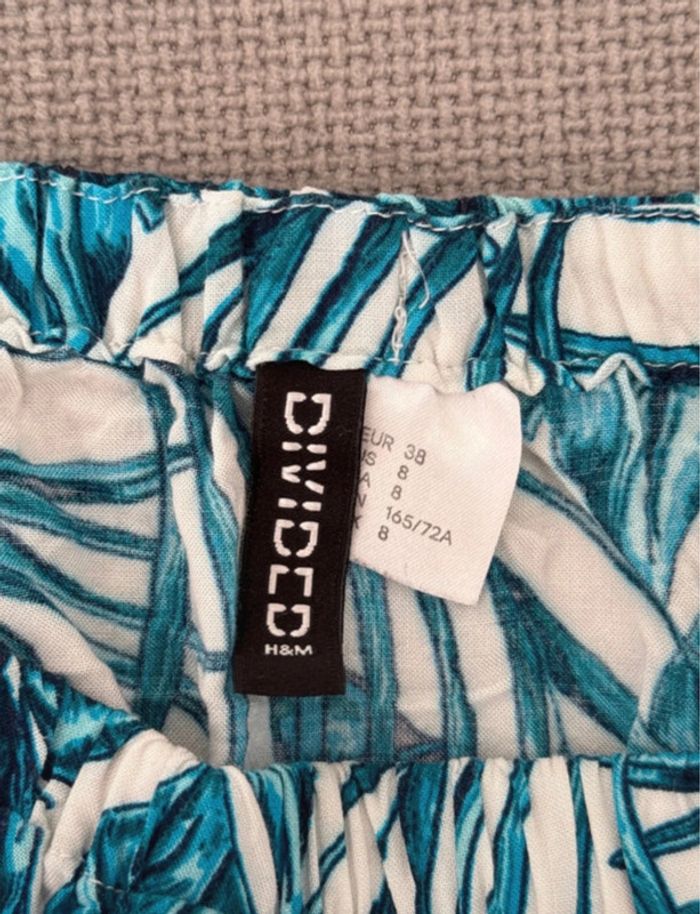 DIVIDED
H&M
EUR 38
S 8
A 8
N 165/72A
X 8